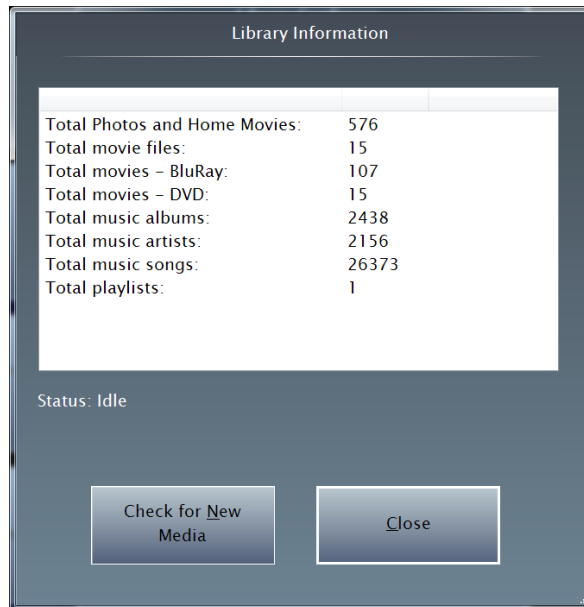 Library Information
Total Photos and Home Movies: 576
Total movie files: 15
Total movies – BluRay: 107
Total movies – DVD: 15
Total music albums: 2438
Total music artists: 2156
Total music songs: 26373
Total playlists: 1
Status: Idle
Check for New
Media
Close